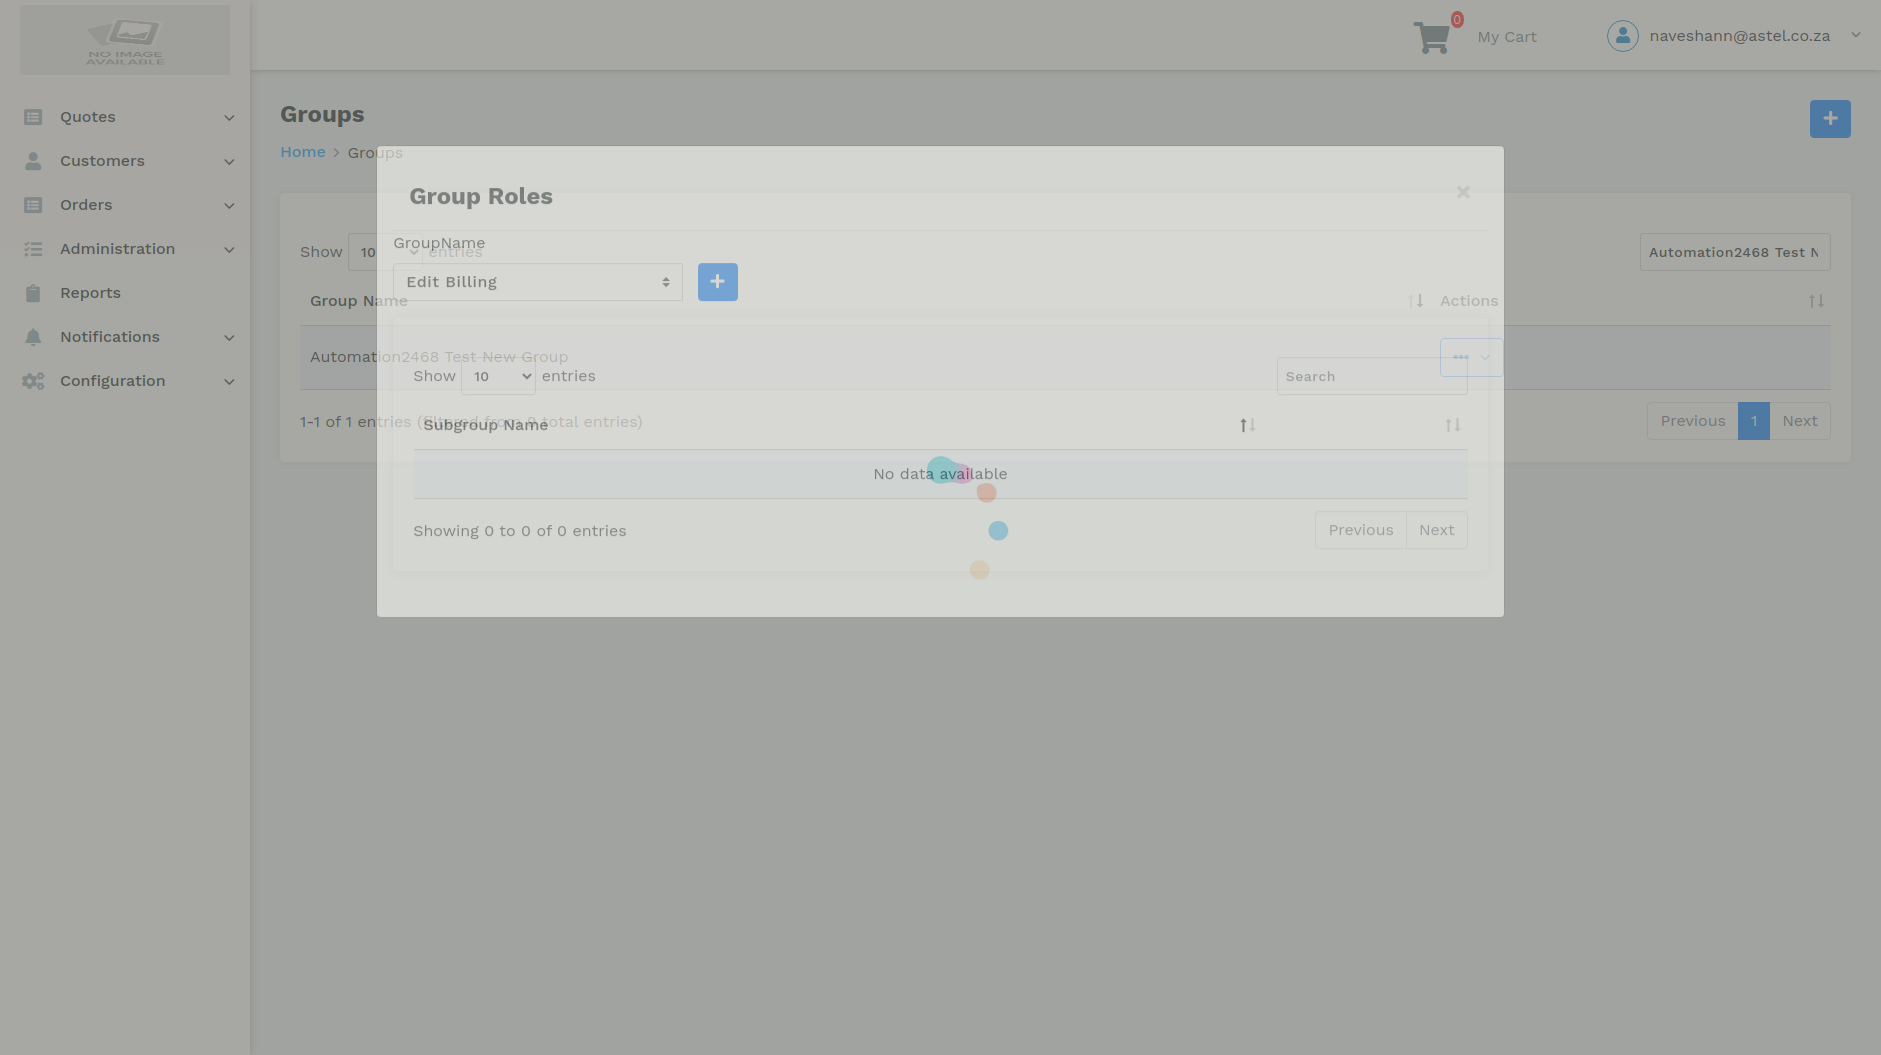 NO IMAGE
AVAILABLE
0
My Cart
naveshann@astel.co.za
Quotes
Customers
Orders
Administration
Reports
Notifications
Configuration
Groups
Home > Groups
Show 10 entries
Automation2468 Test N
Group Name
Actions
Automation2468 Test New Group
1-1 of 1 entries (filtered from 9 total entries)
Previous 1 Next
Group Roles
×
GroupName
Edit Billing
Show 10 entries
Search
Subgroup Name
No data available
Showing 0 to 0 of 0 entries
Previous Next